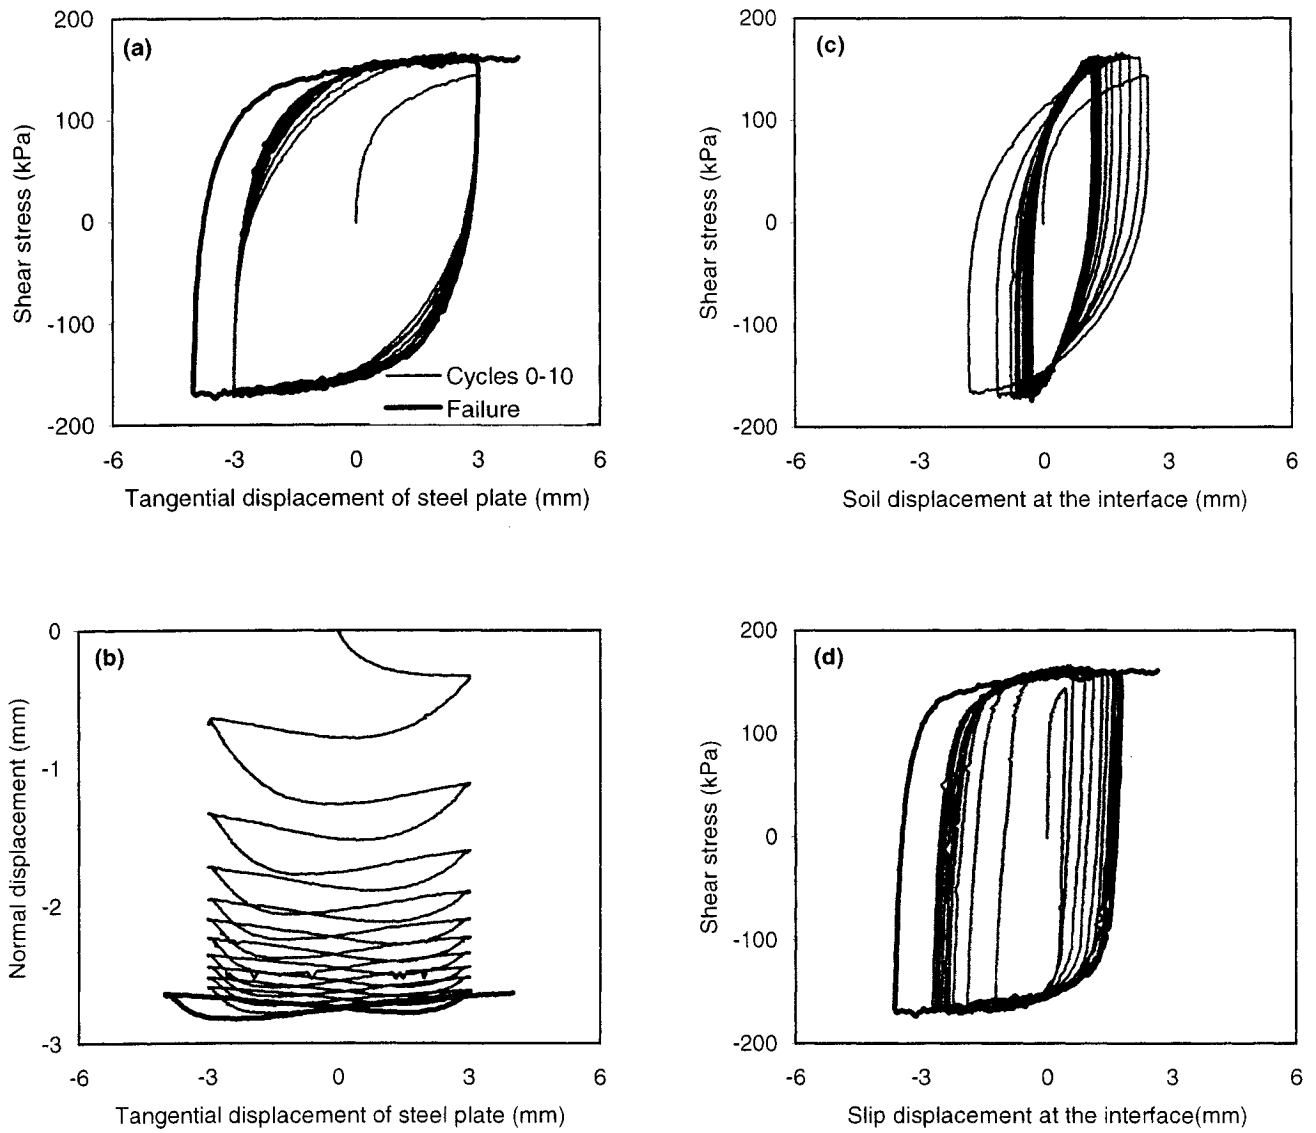 200
(a)
100
0
-100
-200
Shear stress (kPa)
Cycles 0-10
Failure
-6 -3 0 3 6
Tangential displacement of steel plate (mm)
200
(c)
100
0
-100
-200
Shear stress (kPa)
-6 -3 0 3 6
Soil displacement at the interface (mm)
0
(b)
-1
-2
-3
Normal displacement (mm)
-6 -3 0 3 6
Tangential displacement of steel plate (mm)
200
(d)
100
0
-100
-200
Shear stress (kPa)
-6 -3 0 3 6
Slip displacement at the interface(mm)